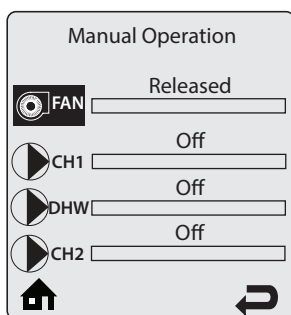 Manual Operation
Released
FAN
Off
CH1
Off
DHW
Off
CH2